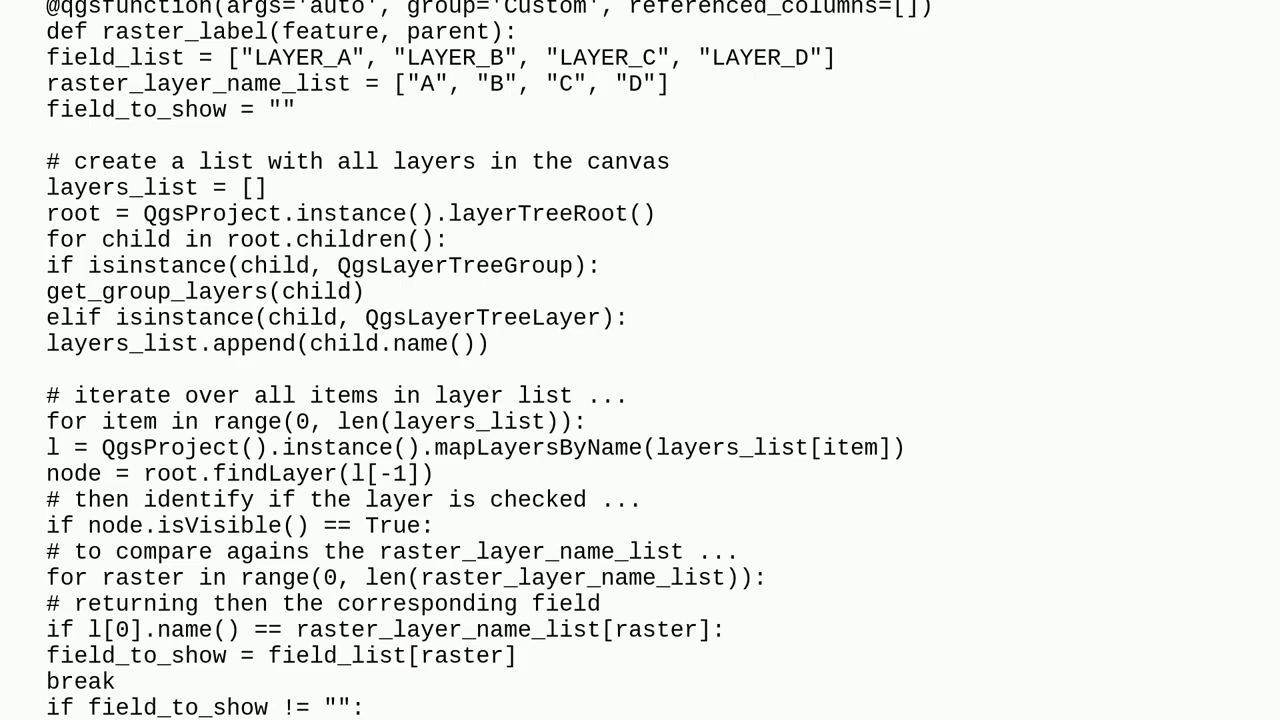 @qgsfunction(args='auto', group='Custom', referenced_columns=[])
def raster_label(feature, parent):
field_list = ["LAYER_A", "LAYER_B", "LAYER_C", "LAYER_D"]
raster_layer_name_list = ["A", "B", "C", "D"]
field_to_show = ""
# create a list with all layers in the canvas
layers_list = []
root = QgsProject.instance().layerTreeRoot()
for child in root.children():
if isinstance(child, QgsLayerTreeGroup):
get_group_layers(child)
elif isinstance(child, QgsLayerTreeLayer):
layers_list.append(child.name())
# iterate over all items in layer list ...
for item in range(0, len(layers_list)):
l = QgsProject().instance().mapLayersByName(layers_list[item])
node = root.findLayer(l[-1])
# then identify if the layer is checked ...
if node.isVisible() == True:
# to compare agains the raster_layer_name_list ...
for raster in range(0, len(raster_layer_name_list)):
# returning then the corresponding field
if l[0].name() == raster_layer_name_list[raster]:
field_to_show = field_list[raster]
break
if field_to_show != "":